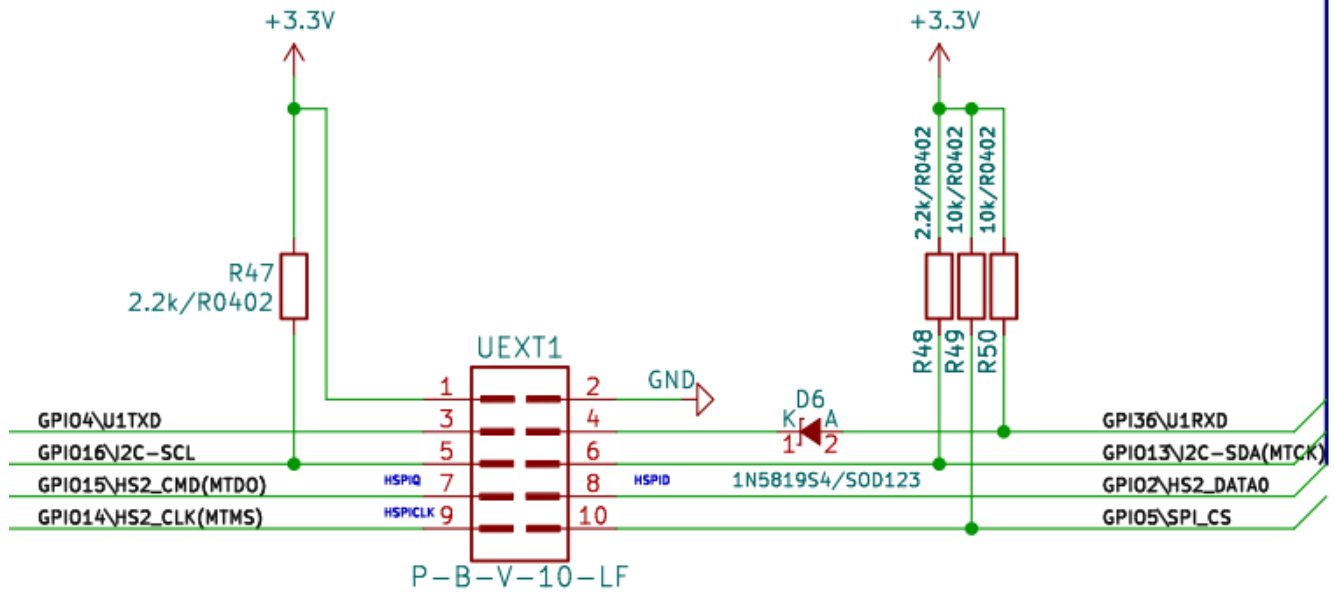 +3.3V
+3.3V
2.2k/R0402
10k/R0402
10k/R0402
R47
2.2k/R0402
R48
R49
R50
UEXT1
1
2
GND
D6
GPIO4\U1TXD
3
4
K
A
1
2
GPI36\U1RXD
GPIO16\I2C-SCL
5
6
GPIO13\I2C-SDA(MTCK)
GPIO15\HS2_CMD(MTDO)
HSPIQ
7
8
HSPID
1N5819S4/SOD123
GPIO2\HS2_DATA0
GPIO14\HS2_CLK(MTMS)
HSPICLK
9
10
GPIO5\SPI_CS
P-B-V-10-LF